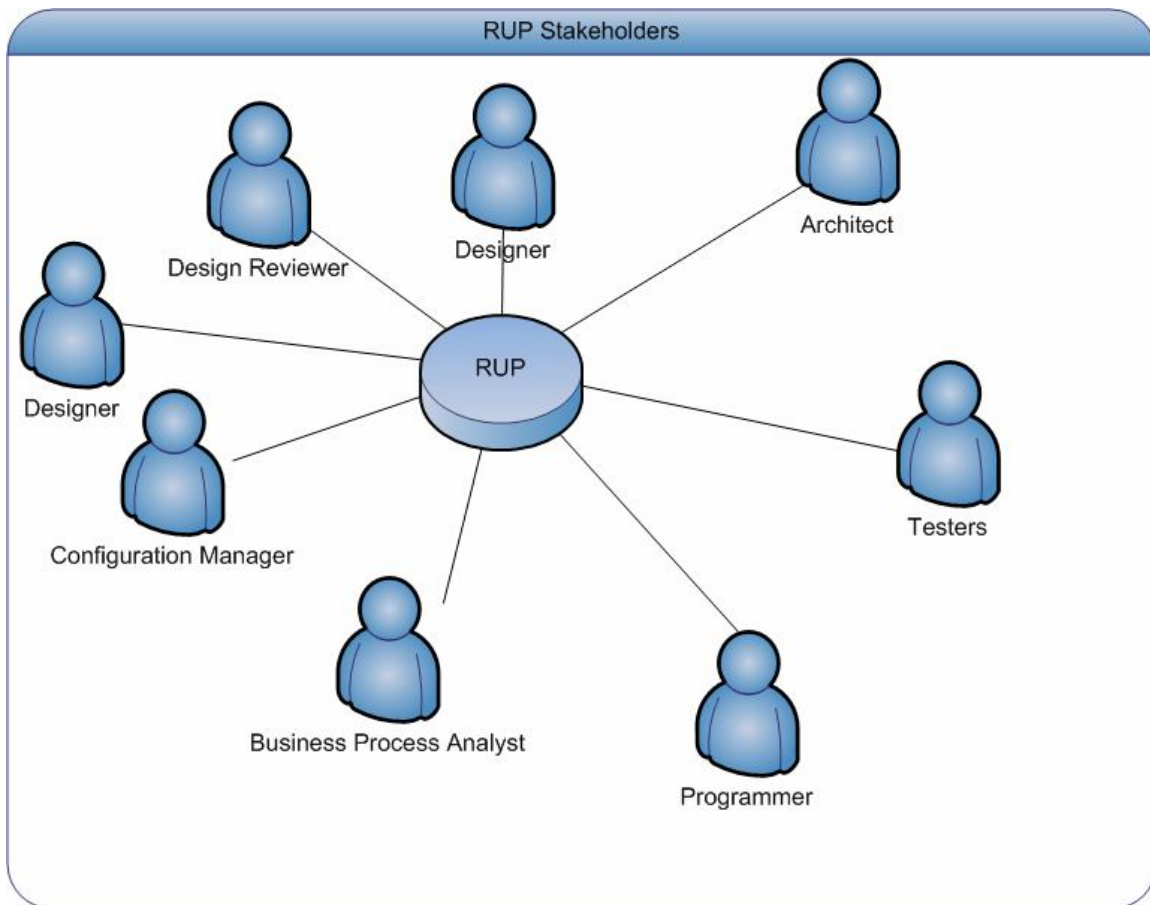 RUP Stakeholders
Architect
Designer
Design Reviewer
RUP
Designer
Testers
Configuration Manager
Business Process Analyst
Programmer